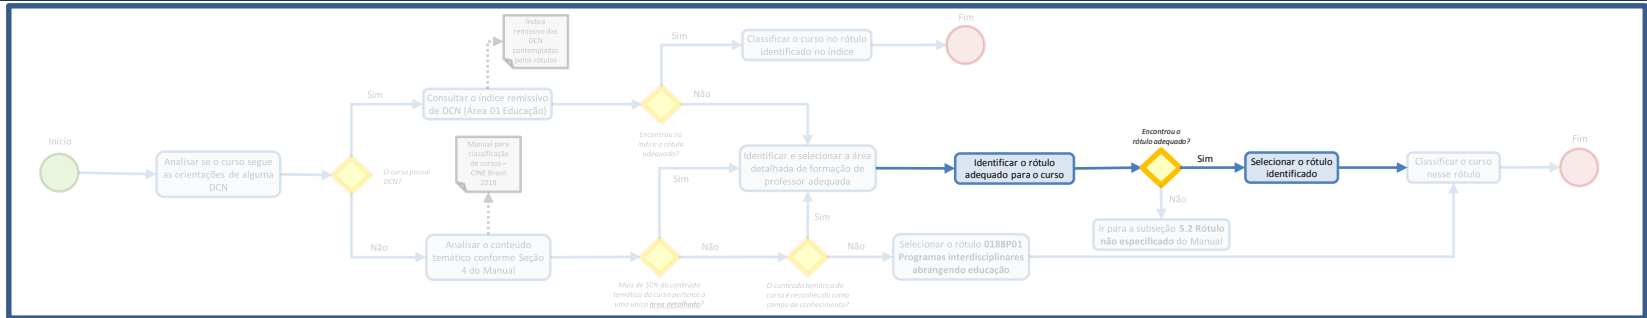 Início
Analisar se o curso segue
as orientações de alguma
DCN
O curso possui
DCN?
Sim
Não
Índice
remissivo das
DCN
contempladas
pelos rótulos
Consultar o índice remissivo
de DCN (Área 01 Educação)
Manual para
classificação
de cursos –
CINE Brasil
2018
Analisar o conteúdo
temático conforme Seção
4 do Manual
Encontrou no
índice o rótulo
adequado?
Sim
Não
Classificar o curso no rótulo
identificado no índice
Fim
Mais de 50% do conteúdo
temático do curso pertence a
uma única área detalhada?
Sim
Não
O conteúdo temático do
curso é reconhecido como
campo de conhecimento?
Sim
Não
Identificar e selecionar a área
detalhada de formação de
professor adequada
Selecionar o rótulo 0188P01
Programas interdisciplinares
abrangendo educação
Identificar o rótulo
adequado para o curso
Encontrou o
rótulo adequado?
Sim
Não
Ir para a subseção 5.2 Rótulo
não especificado do Manual
Selecionar o rótulo
identificado
Classificar o curso
nesse rótulo
Fim